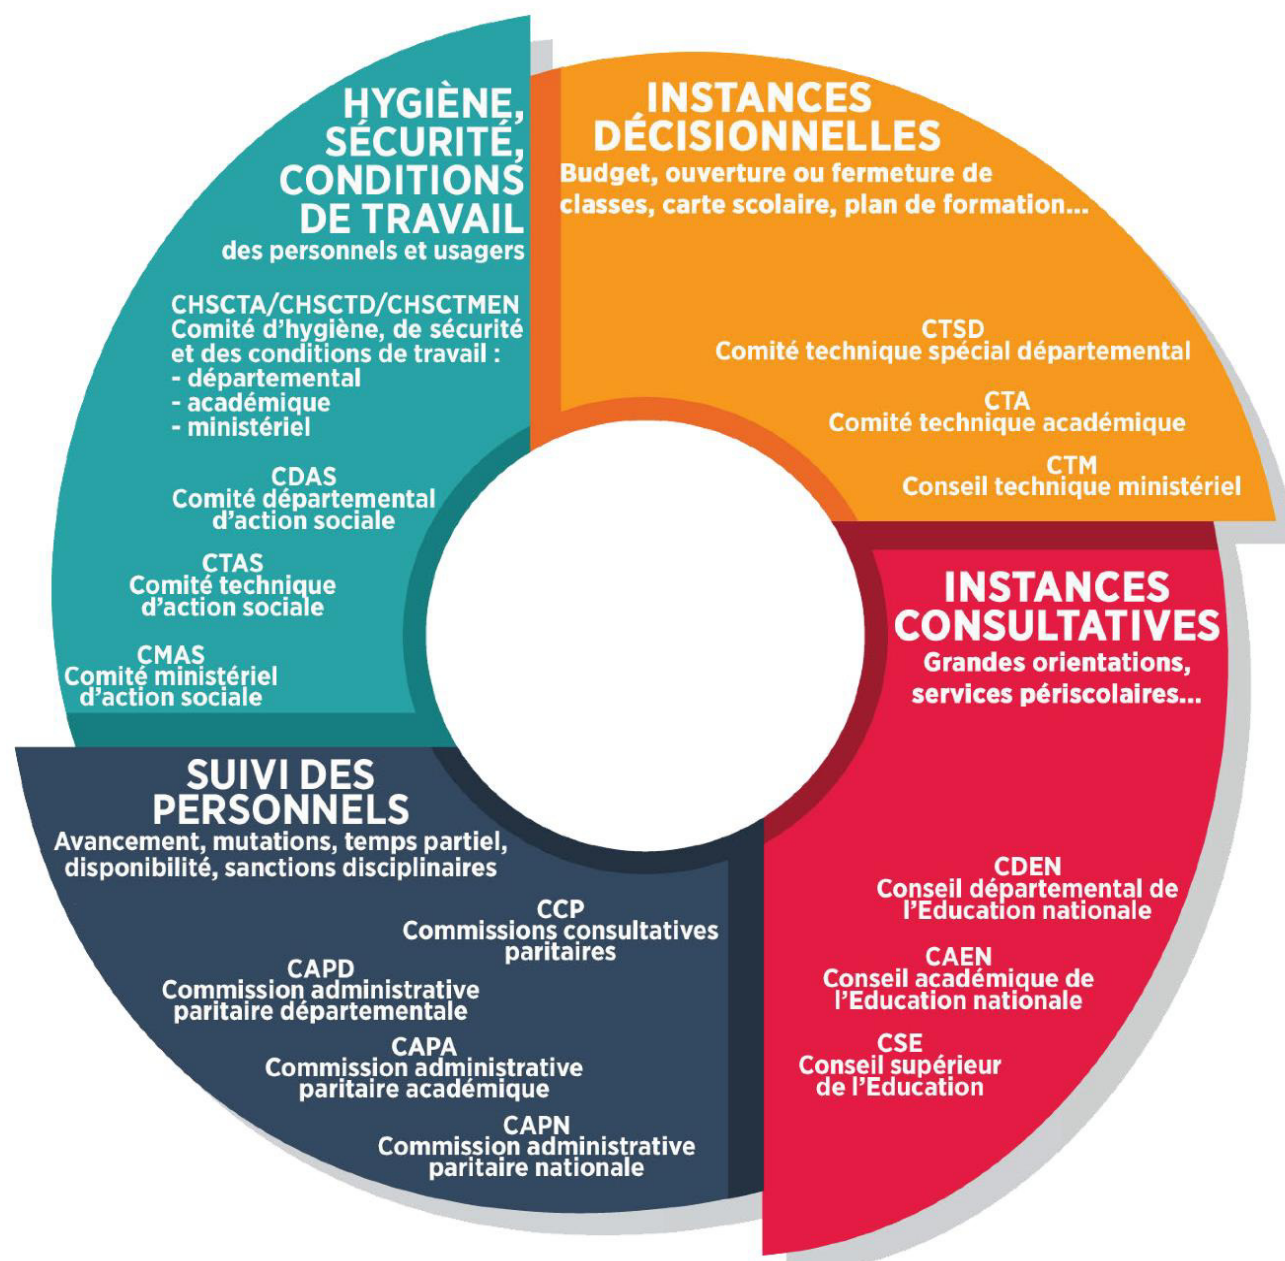 HYGIÈNE,
SÉCURITÉ,
CONDITIONS
DE TRAVAIL
des personnels et usagers
CHSCTA/CHSCTD/CHSCTMEN
Comité d'hygiène, de sécurité
et des conditions de travail :
- départemental
- académique
- ministériel
CDAS
Comité départemental
d'action sociale
CTAS
Comité technique
d'action sociale
CMAS
Comité ministériel
d'action sociale
INSTANCES
DÉCISIONNELLES
Budget, ouverture ou fermeture de
classes, carte scolaire, plan de formation...
CTSD
Comité technique spécial départemental
CTA
Comité technique académique
CTM
Conseil technique ministériel
INSTANCES
CONSULTATIVES
Grandes orientations,
services périscolaires...
CDEN
Conseil départemental de
l'Education nationale
CAEN
Conseil académique de
l'Education nationale
CSE
Conseil supérieur
de l'Education
SUIVI DES
PERSONNELS
Avancement, mutations, temps partiel,
disponibilité, sanctions disciplinaires
CCP
Commissions consultatives
paritaires
CAPD
Commission administrative
paritaire départementale
CAPA
Commission administrative
paritaire académique
CAPN
Commission administrative
paritaire nationale